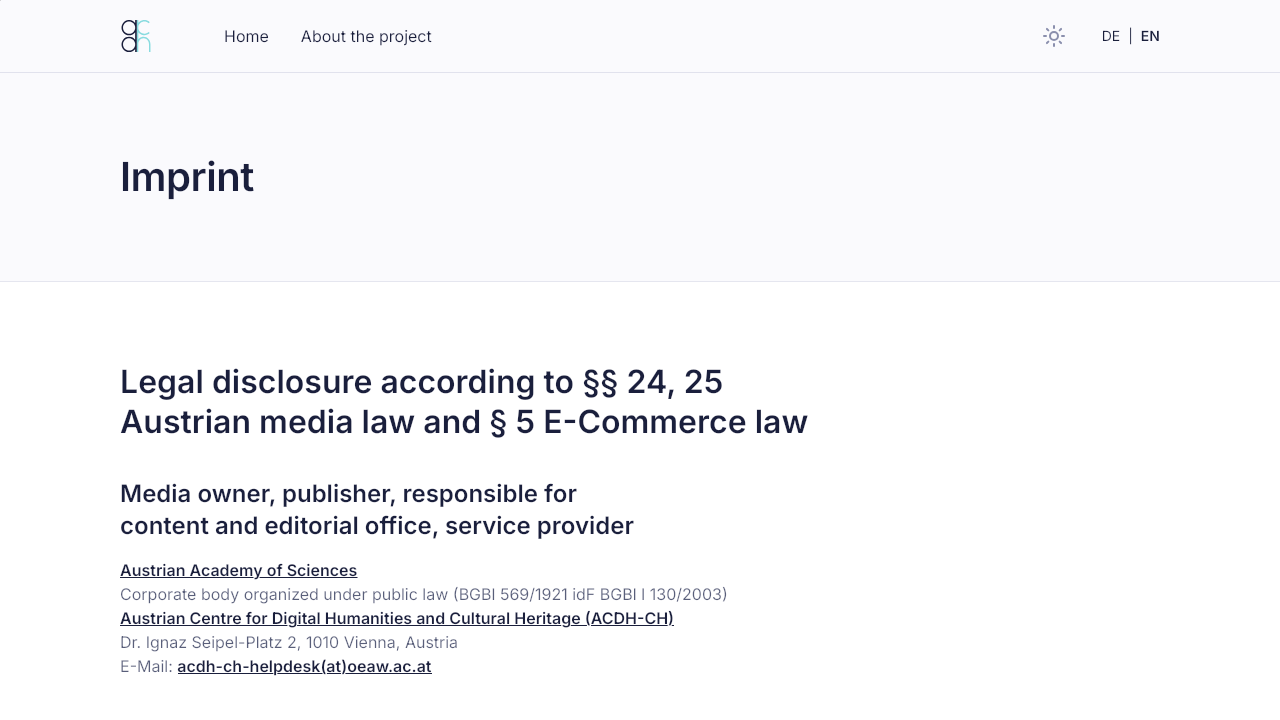 Home
About the project
DE | EN
Imprint
Legal disclosure according to §§ 24, 25
Austrian media law and § 5 E-Commerce law
Media owner, publisher, responsible for
content and editorial office, service provider
Austrian Academy of Sciences
Corporate body organized under public law (BGBl 569/1921 idF BGBl I 130/2003)
Austrian Centre for Digital Humanities and Cultural Heritage (ACDH-CH)
Dr. Ignaz Seipel-Platz 2, 1010 Vienna, Austria
E-Mail: acdh-ch-helpdesk(at)oeaw.ac.at